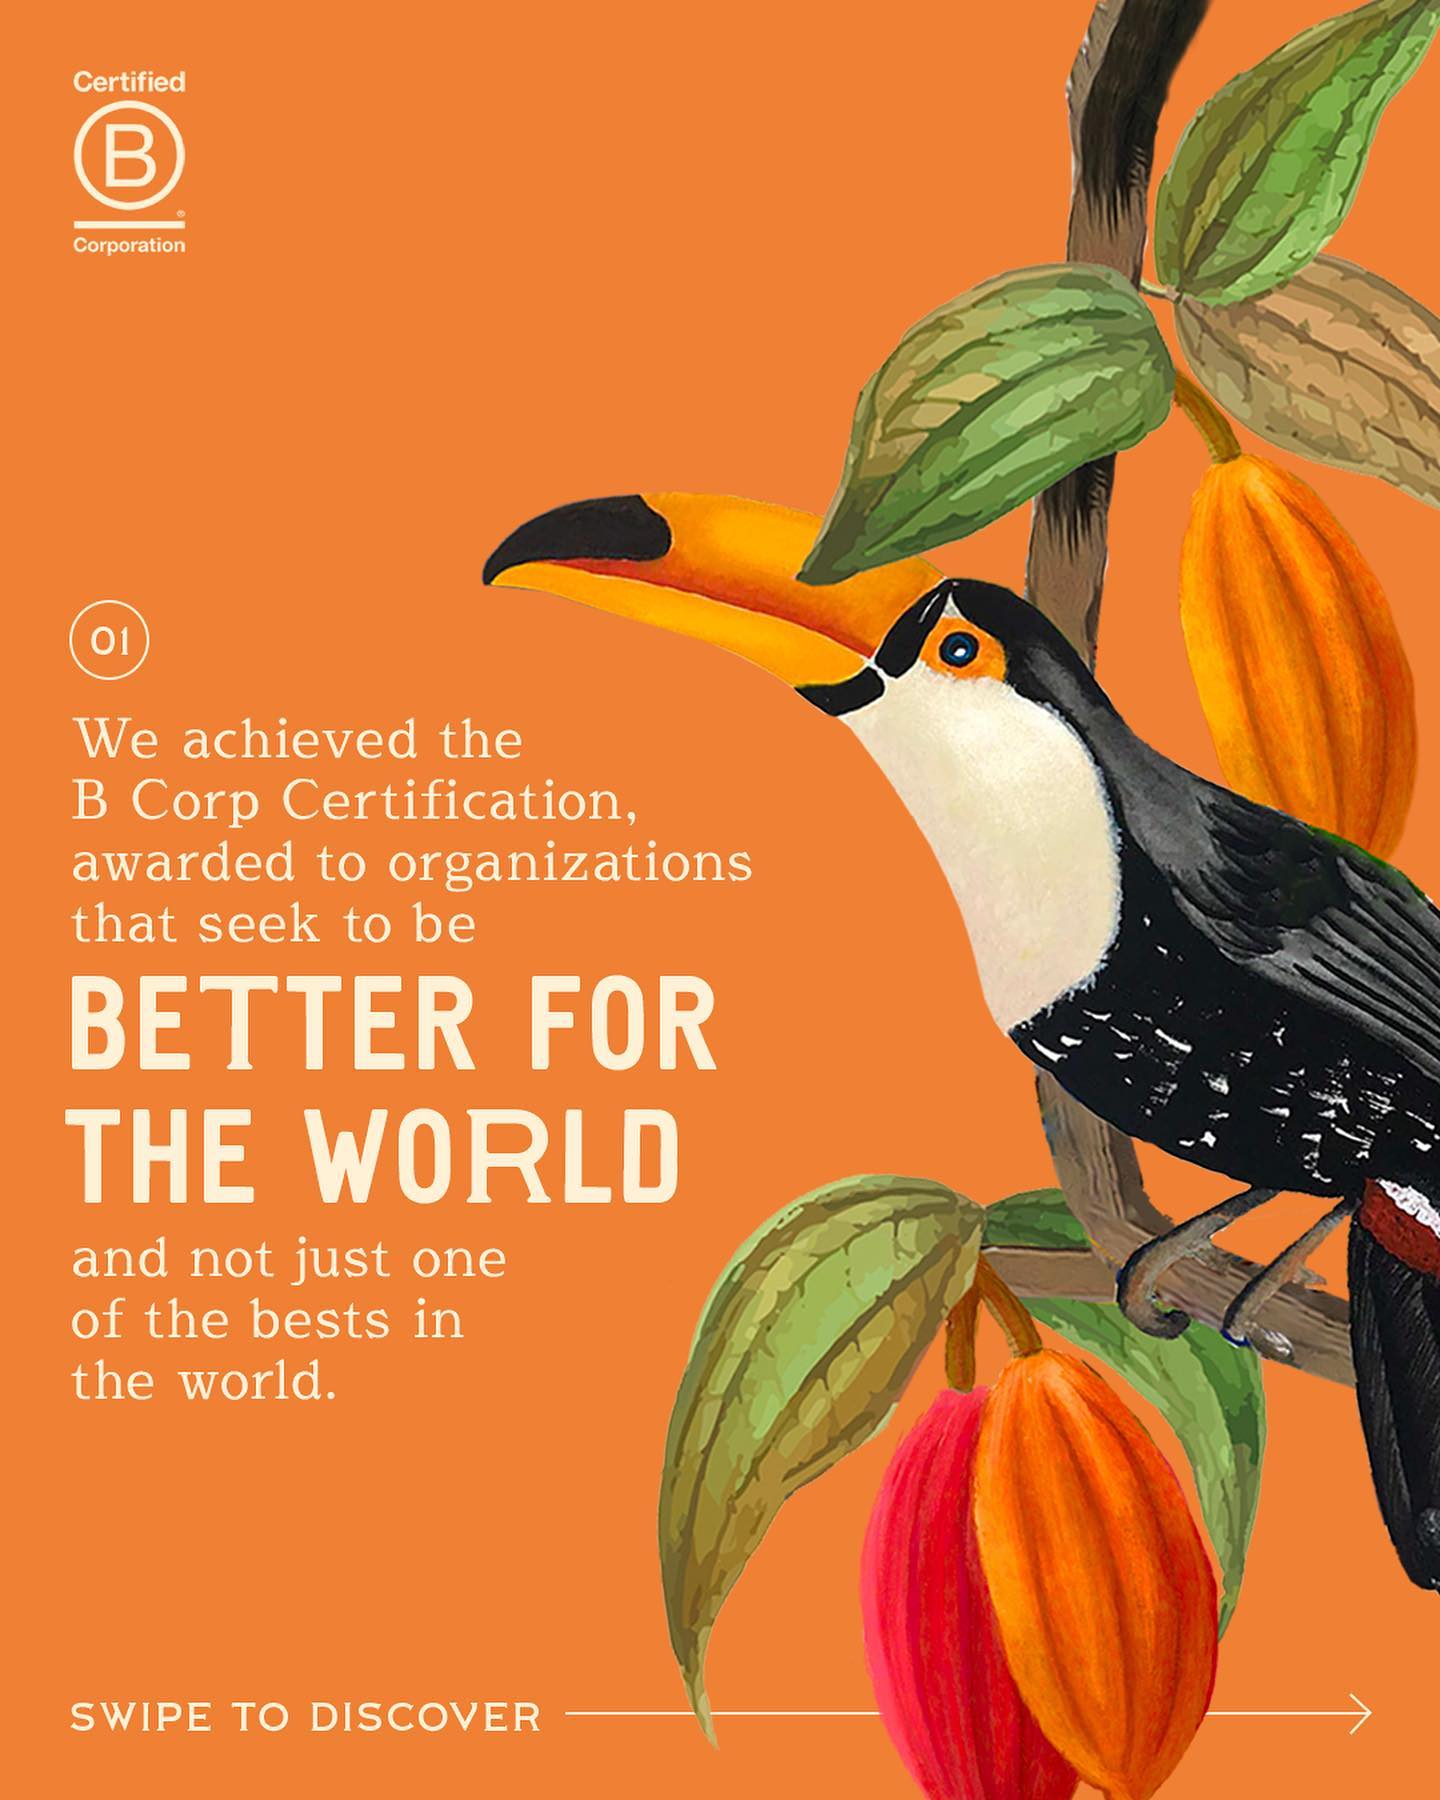 Certified
B
®
Corporation
01
We achieved the
B Corp Certification,
awarded to organizations
that seek to be
BETTER FOR
THE WORLD
and not just one
of the bests in
the world.
SWIPE TO DISCOVER